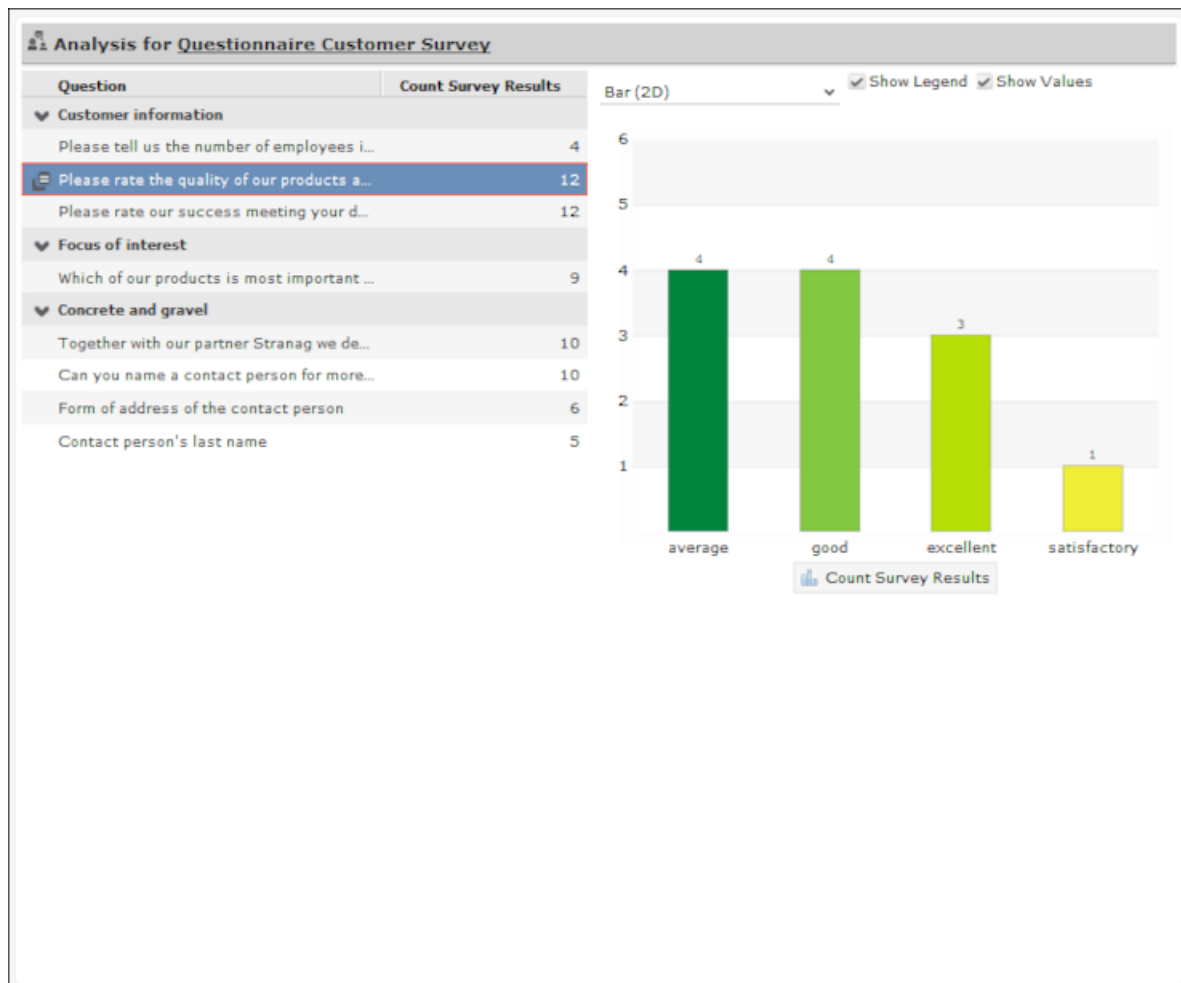 Analysis for Questionnaire Customer Survey
Question Count Survey Results
Customer information
Please tell us the number of employees i... 4
Please rate the quality of our products a... 12
Please rate our success meeting your d... 12
Focus of interest
Which of our products is most important ... 9
Concrete and gravel
Together with our partner Stranag we de... 10
Can you name a contact person for more... 10
Form of address of the contact person 6
Contact person's last name 5
Bar (2D) Show Legend Show Values
6
5
4
3
2
1
4 4 3 1
average good excellent satisfactory
Count Survey Results